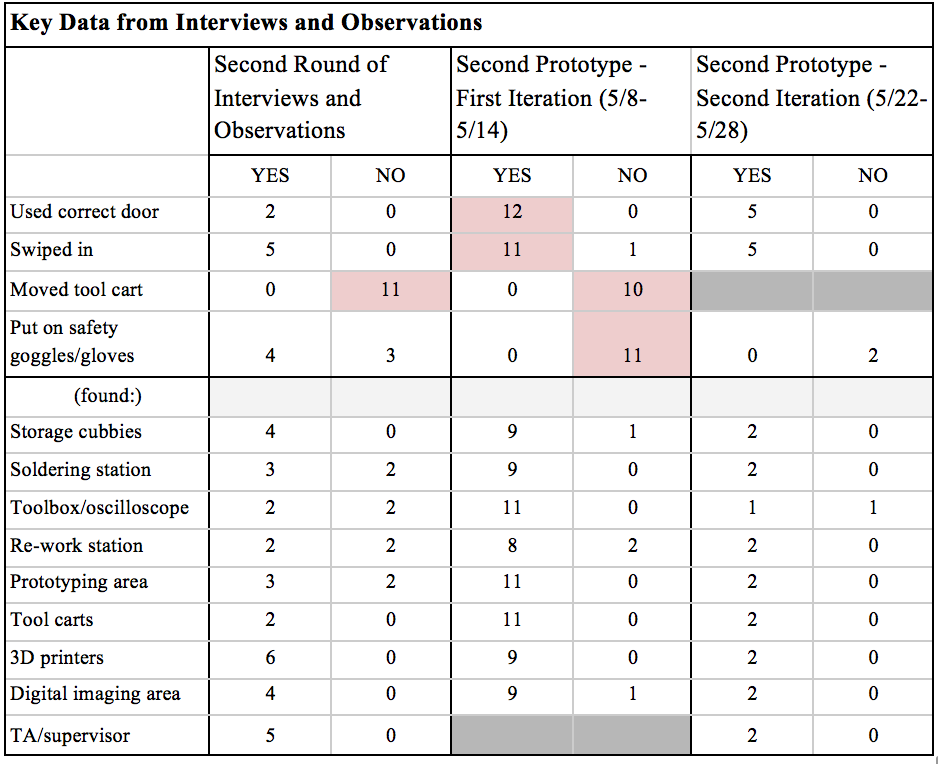 Key Data from Interviews and Observations
Second Round of Interviews and Observations Second Prototype - First Iteration (5/8-5/14) Second Prototype - Second Iteration (5/22-5/28)
YES NO YES NO YES NO
Used correct door 2 0 12 0 5 0
Swiped in 5 0 11 1 5 0
Moved tool cart 0 11 0 10
Put on safety goggles/gloves 4 3 0 11 0 2
(found:)
Storage cubbies 4 0 9 1 2 0
Soldering station 3 2 9 0 2 0
Toolbox/oscilloscope 2 2 11 0 1 1
Re-work station 2 2 8 2 2 0
Prototyping area 3 2 11 0 2 0
Tool carts 2 0 11 0 2 0
3D printers 6 0 9 0 2 0
Digital imaging area 4 0 9 1 2 0
TA/supervisor 5 0 2 0